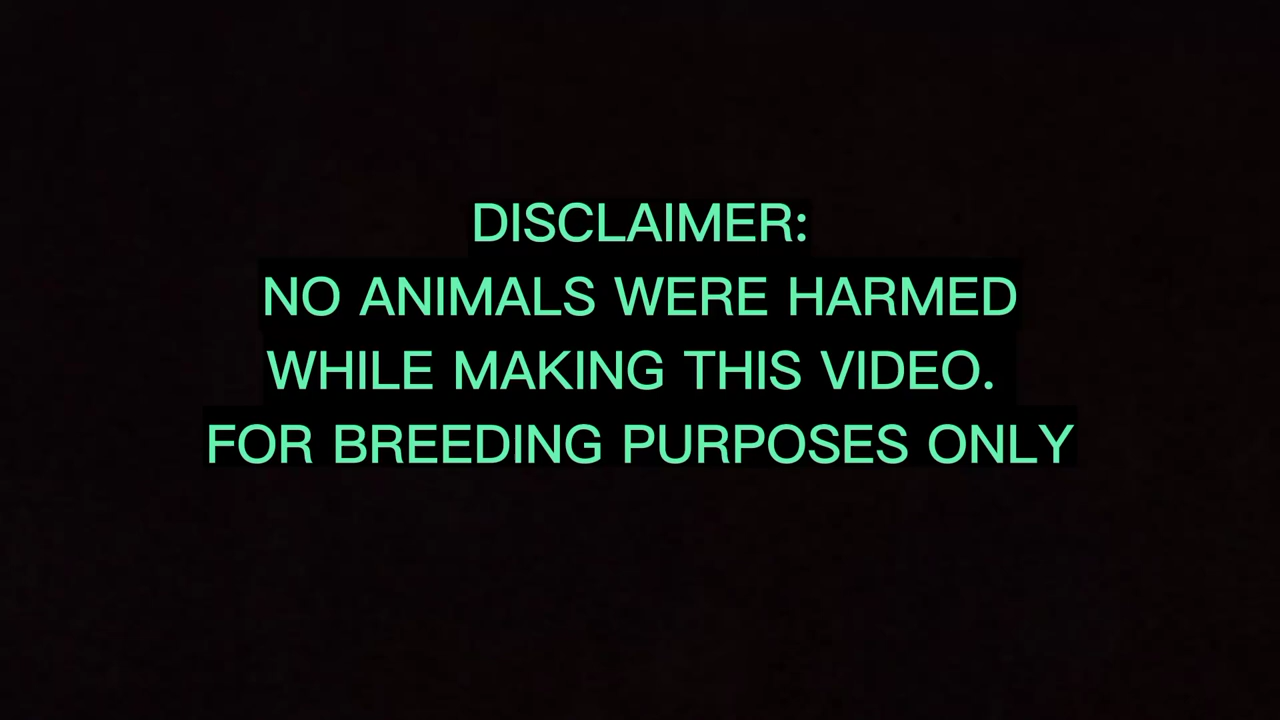 DISCLAIMER:
NO ANIMALS WERE HARMED
WHILE MAKING THIS VIDEO.
FOR BREEDING PURPOSES ONLY